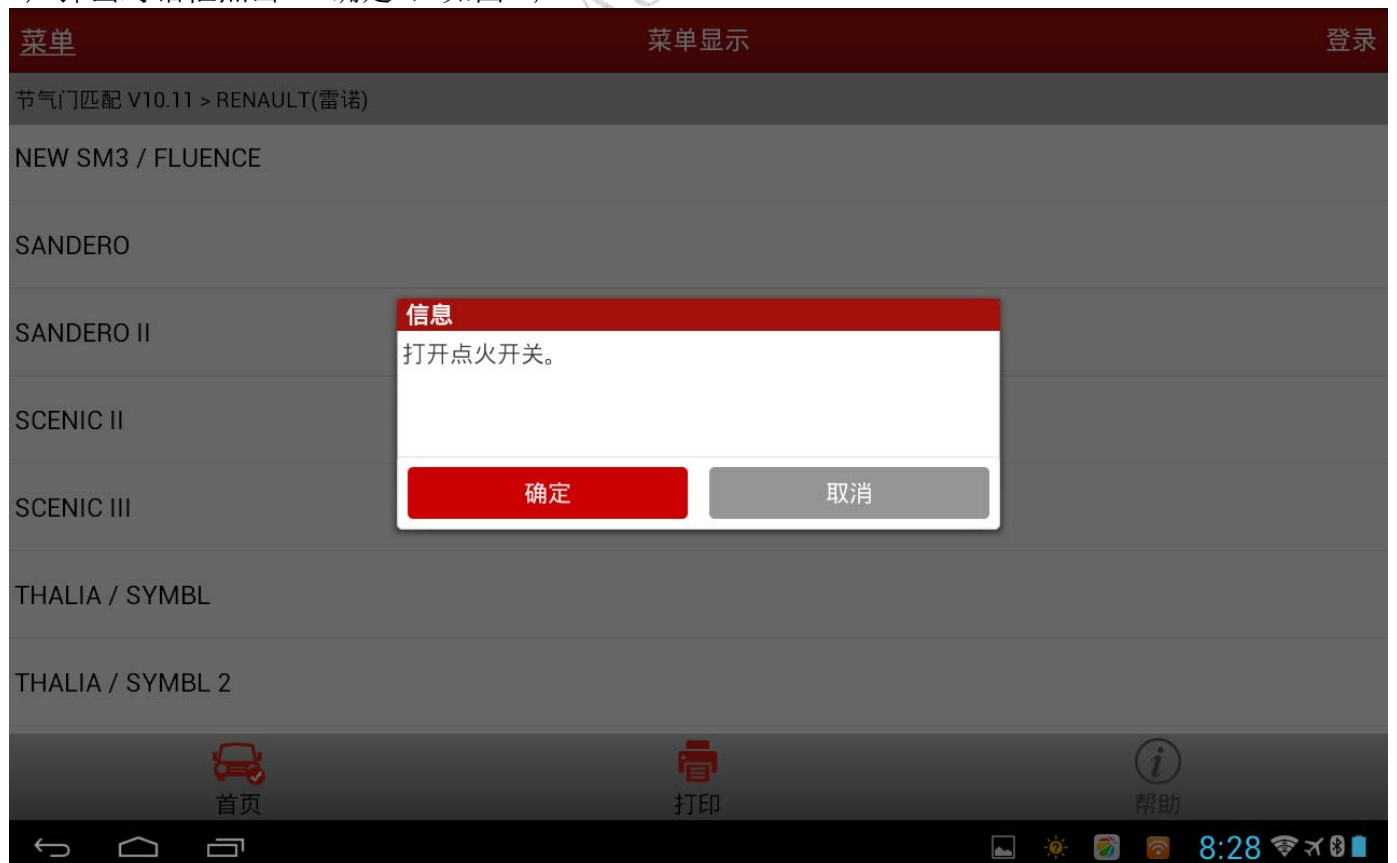 菜单
菜单显示
登录
节气门匹配 V10.11 > RENAULT(雷诺)
NEW SM3 / FLUENCE
SANDERO
SANDERO II
SCENIC II
SCENIC III
THALIA / SYMBL
THALIA / SYMBL 2
信息
打开点火开关。
确定
取消
首页
打印
帮助
8:28